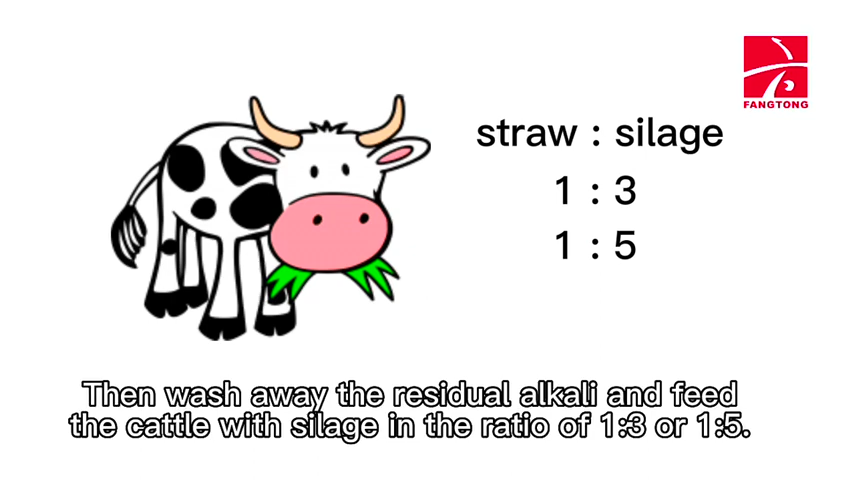 FANGTONG
straw : silage
1 : 3
1 : 5
Then wash away the residual alkali and feed
the cattle with silage in the ratio of 1:3 or 1:5.